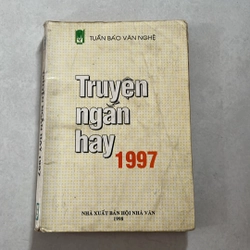 TUẦN BÁO VĂN NGHỆ
Truyện
ngắn
hay
1997
NHÀ XUẤT BẢN HỘI NHÀ VĂN
1998